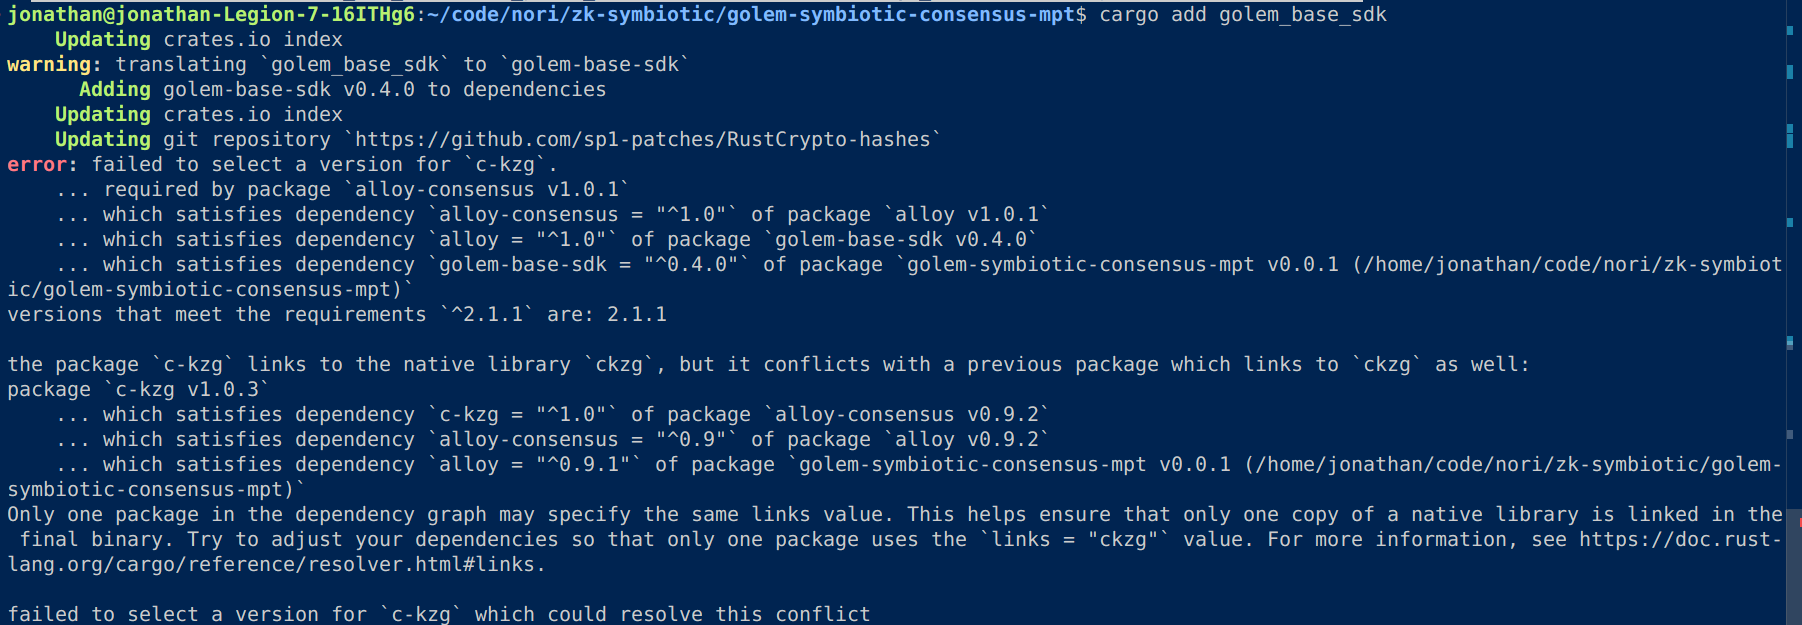 jonathan@jonathan-Legion-7-16ITHg6:~/code/nori/zk-symbiotic/golem-symbiotic-consensus-mpt$ cargo add golem_base_sdk
    Updating crates.io index
warning: translating `golem_base_sdk` to `golem-base-sdk`
      Adding golem-base-sdk v0.4.0 to dependencies
    Updating crates.io index
    Updating git repository `https://github.com/sp1-patches/RustCrypto-hashes`
error: failed to select a version for `c-kzg`.
    ... required by package `alloy-consensus v1.0.1`
    ... which satisfies dependency `alloy-consensus = "^1.0"` of package `alloy v1.0.1`
    ... which satisfies dependency `alloy = "^1.0"` of package `golem-base-sdk v0.4.0`
    ... which satisfies dependency `golem-base-sdk = "^0.4.0"` of package `golem-symbiotic-consensus-mpt v0.0.1 (/home/jonathan/code/nori/zk-symbiot
ic/golem-symbiotic-consensus-mpt)`
versions that meet the requirements `^2.1.1` are: 2.1.1

the package `c-kzg` links to the native library `ckzg`, but it conflicts with a previous package which links to `ckzg` as well:
package `c-kzg v1.0.3`
    ... which satisfies dependency `c-kzg = "^1.0"` of package `alloy-consensus v0.9.2`
    ... which satisfies dependency `alloy-consensus = "^0.9"` of package `alloy v0.9.2`
    ... which satisfies dependency `alloy = "^0.9.1"` of package `golem-symbiotic-consensus-mpt v0.0.1 (/home/jonathan/code/nori/zk-symbiotic/golem-
symbiotic-consensus-mpt)`
Only one package in the dependency graph may specify the same links value. This helps ensure that only one copy of a native library is linked in the
 final binary. Try to adjust your dependencies so that only one package uses the `links = "ckzg"` value. For more information, see https://doc.rust-
lang.org/cargo/reference/resolver.html#links.

failed to select a version for `c-kzg` which could resolve this conflict